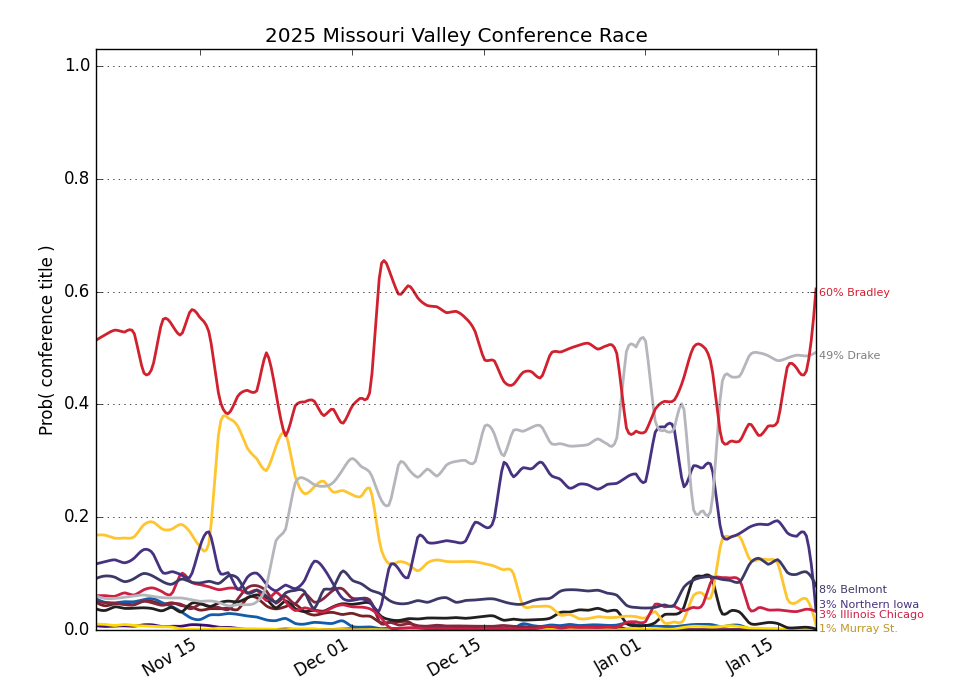 2025 Missouri Valley Conference Race
1.0
0.8
0.6
0.4
0.2
0.0
Prob( conference title )
60% Bradley
49% Drake
8% Belmont
3% Northern Iowa
3% Illinois Chicago
1% Murray St.
Nov 15
Dec 01
Dec 15
Jan 01
Jan 15